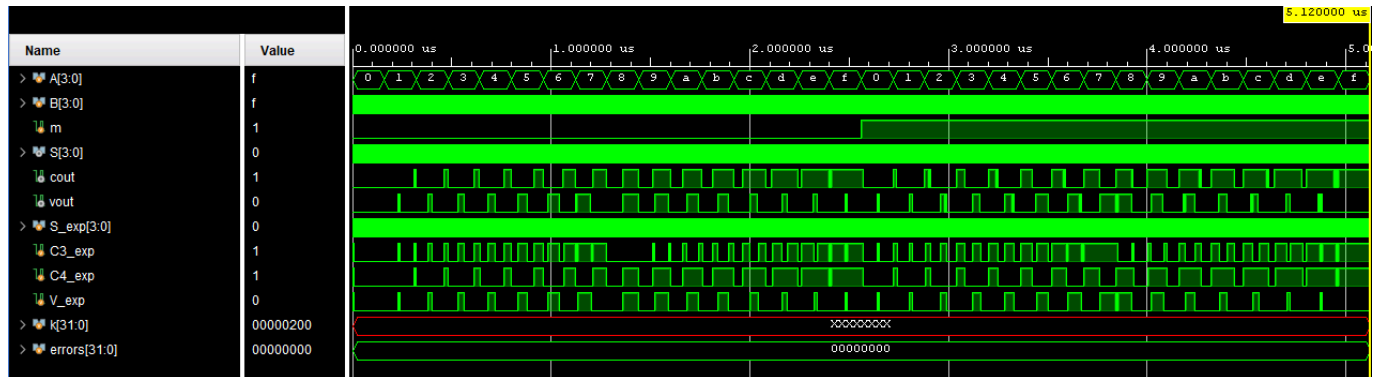 5.120000 us
Name Value
0.000000 us 1.000000 us 2.000000 us 3.000000 us 4.000000 us 5.0
A[3:0] f 0 1 2 3 4 5 6 7 8 9 a b c d e f 0 1 2 3 4 5 6 7 8 9 a b c d e f
B[3:0] f
m 1
S[3:0] 0
cout 1
vout 0
S_exp[3:0] 0
C3_exp 1
C4_exp 1
V_exp 0
k[31:0] 00000200 XXXXXXXX
errors[31:0] 00000000 00000000